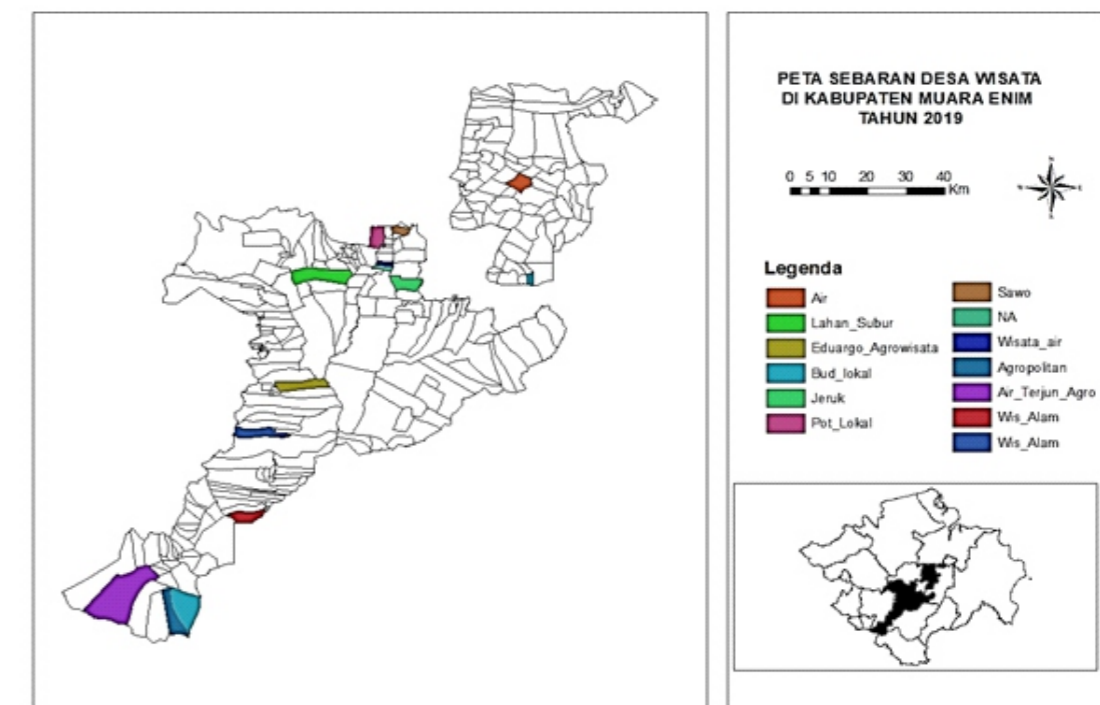 PETA SEBARAN DESA WISATA
DI KABUPATEN MUARA ENIM
TAHUN 2019
0 5 10 20 30 40
Km
Legenda
Air
Lahan_Subur
Eduargo_Agrowisata
Bud_lokal
Jeruk
Pot_Lokal
Sawo
NA
Wisata_air
Agropolitan
Air_Terjun_Agro
Wis_Alam
Wis_Alam